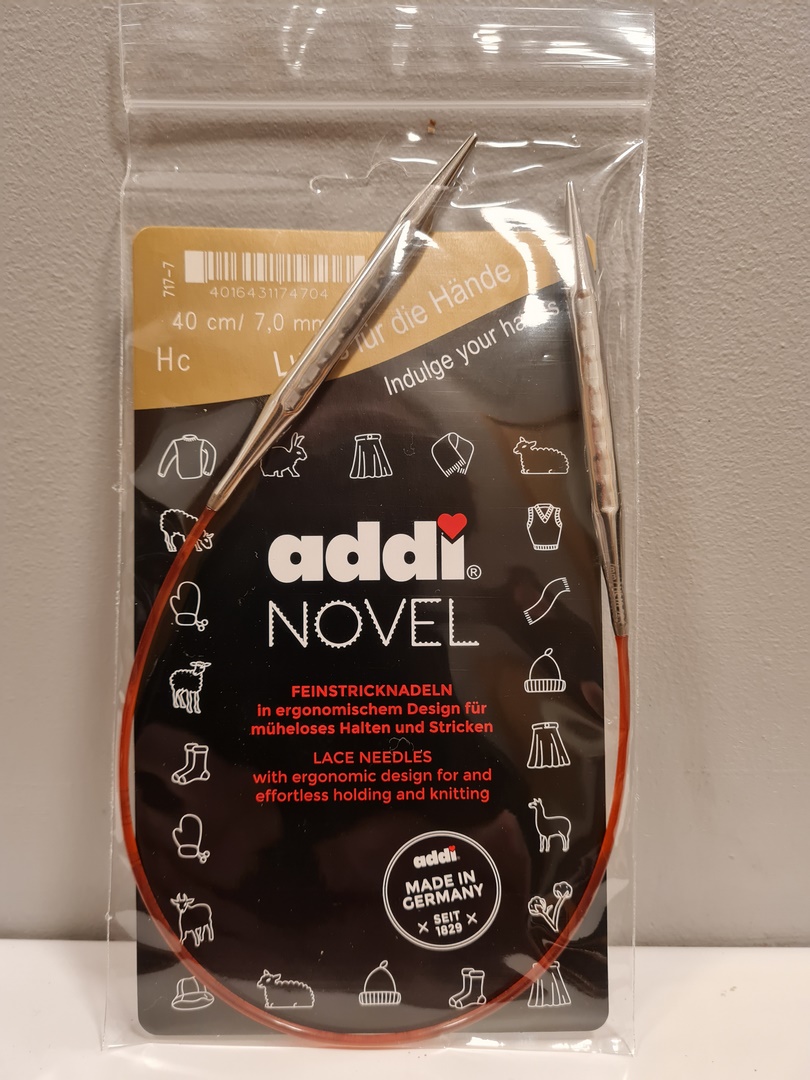 717-7
4016431174704
40 cm/ 7,0 mm
Hc
für die Hände
Indulge your
addi®
NOVEL
FEINSTRICKNADELN
in ergonomischem Design für
müheloses Halten und Stricken
LACE NEEDLES
with ergonomic design for and
effortless holding and knitting
addi
MADE IN
GERMANY
SEIT
1829